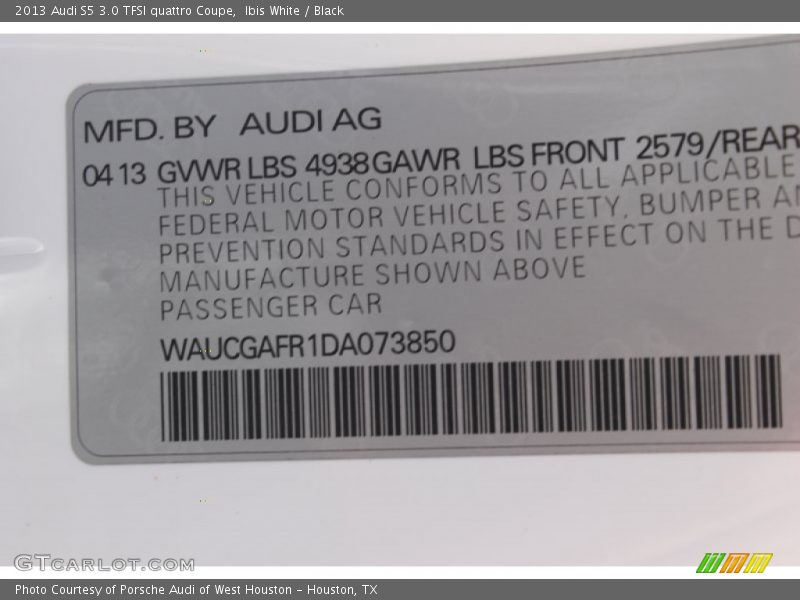 2013 Audi S5 3.0 TFSI quattro Coupe, Ibis White / Black
MFD. BY AUDI AG
04 13 GVWR LBS 4938 GAWR LBS FRONT 2579/REAR
THIS VEHICLE CONFORMS TO ALL APPLICABLE
FEDERAL MOTOR VEHICLE SAFETY, BUMPER
PREVENTION STANDARDS IN EFFECT ON THE
MANUFACTURE SHOWN ABOVE
PASSENGER CAR
WAUCGAFR1DA073850
GTCARLOT.COM
Photo Courtesy of Porsche Audi of West Houston – Houston, TX